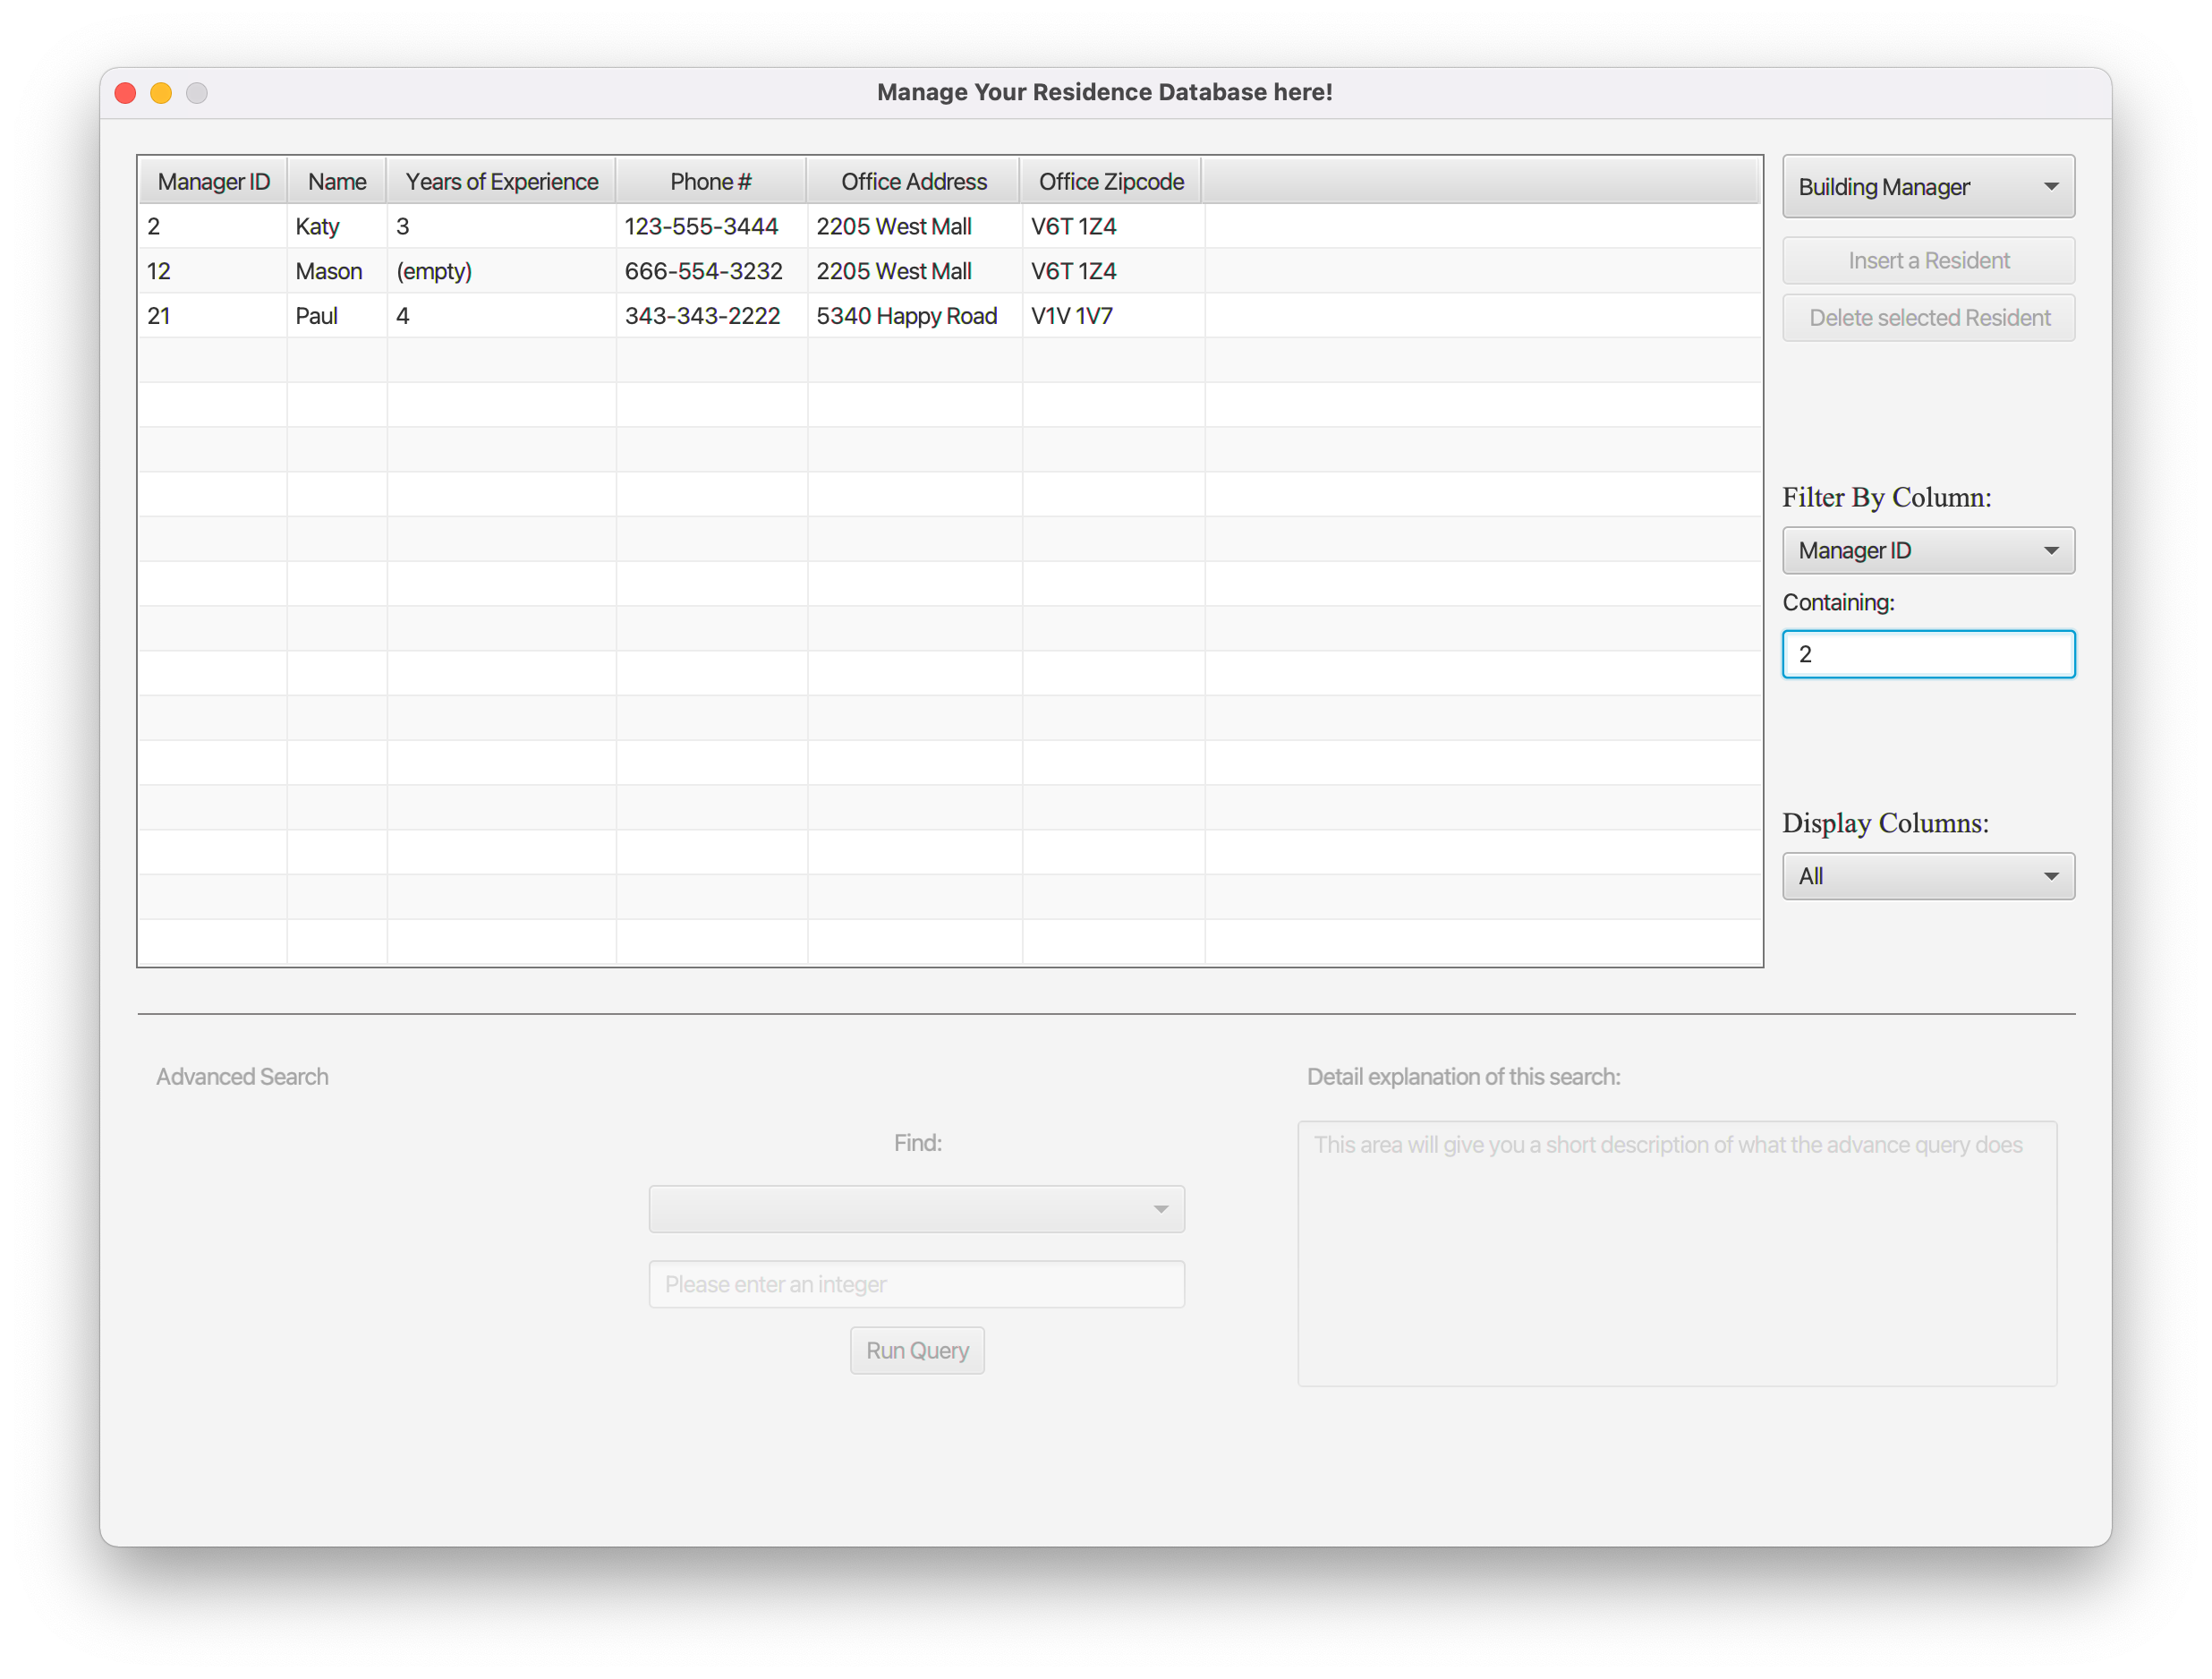 Manage Your Residence Database here!
Manager ID Name Years of Experience Phone # Office Address Office Zipcode
2 Katy 3 123-555-3444 2205 West Mall V6T 1Z4
12 Mason (empty) 666-554-3232 2205 West Mall V6T 1Z4
21 Paul 4 343-343-2222 5340 Happy Road V1V 1V7
Building Manager
Insert a Resident
Delete selected Resident
Filter By Column:
Manager ID
Containing:
2
Display Columns:
All
Advanced Search
Find:
Please enter an integer
Run Query
Detail explanation of this search:
This area will give you a short description of what the advance query does